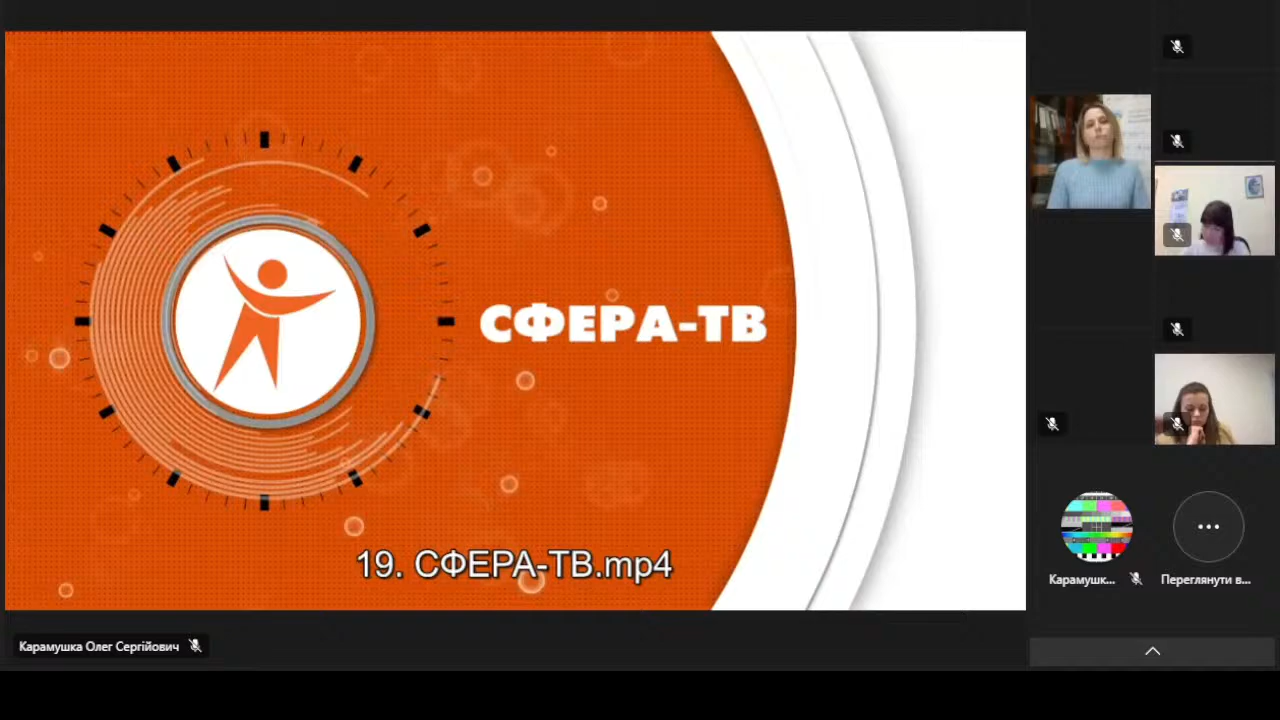 СФЕРА-ТВ
19. СФЕРА-ТВ.mp4
Карамушка Олег Сергійович
Карамушк...
Переглянути в...